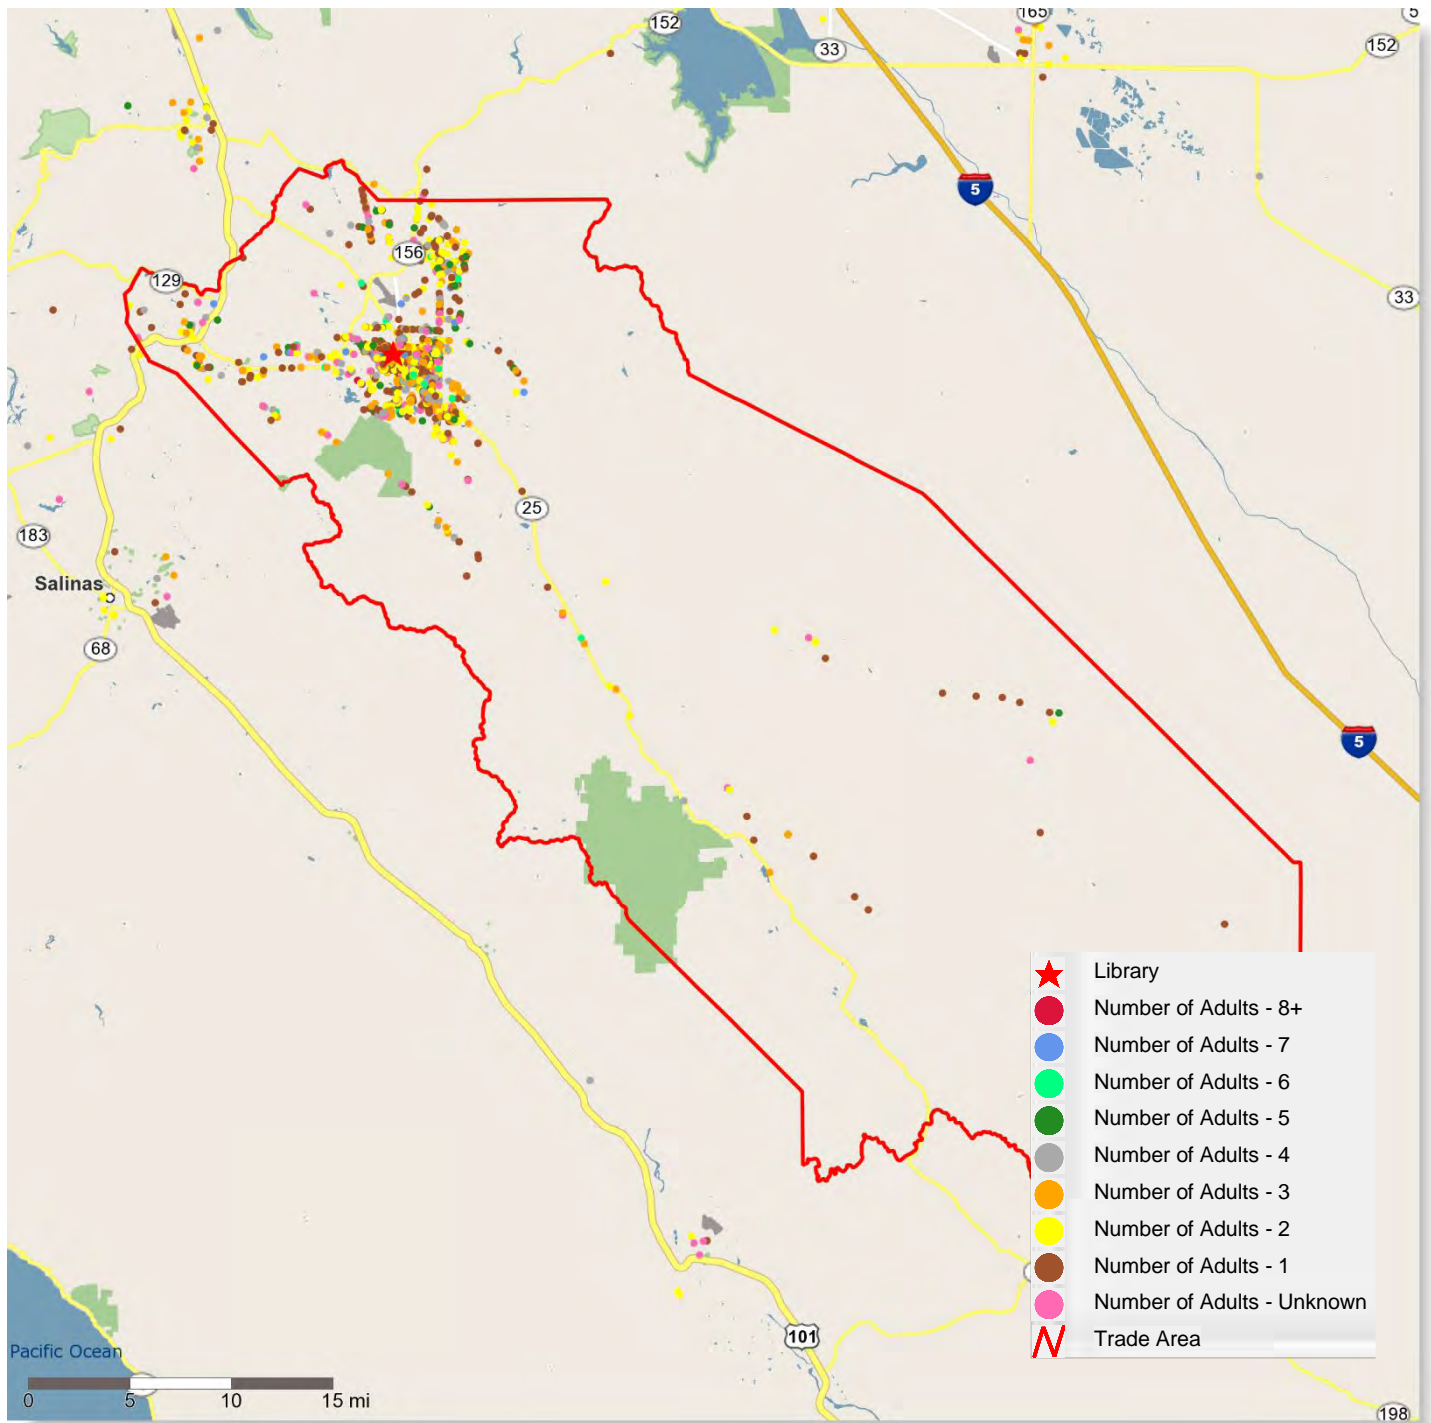 152
165
5
33
152
5
156
129
33
25
183
Salinas
68
5
Library
Number of Adults - 8+
Number of Adults - 7
Number of Adults - 6
Number of Adults - 5
Number of Adults - 4
Number of Adults - 3
Number of Adults - 2
Number of Adults - 1
Number of Adults - Unknown
Trade Area
101
Pacific Ocean
0 5 10 15 mi
198